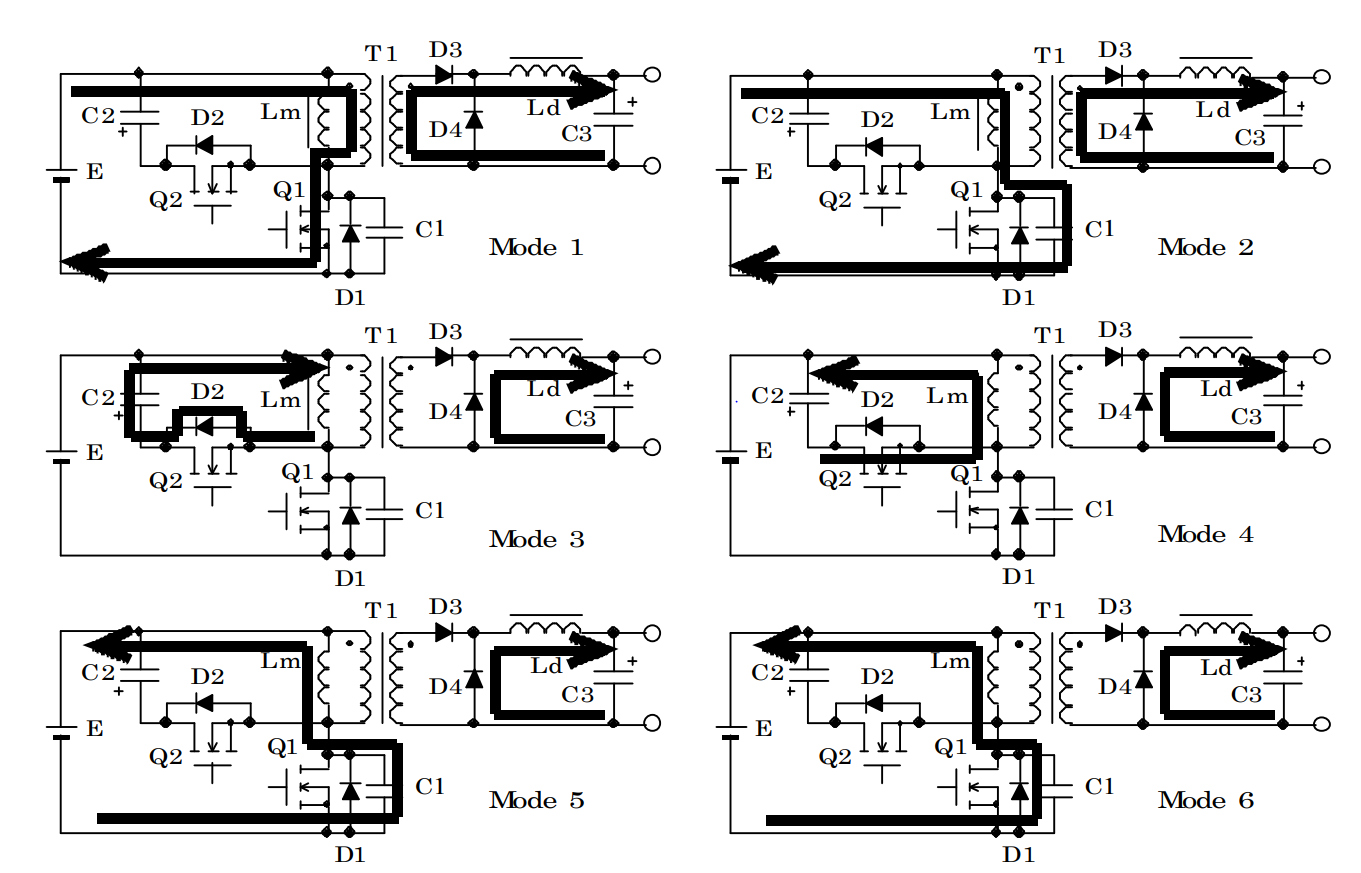 T1 D3
C2 + D2 Lm D4 Ld C3 +
E Q2 Q1 C1 Mode 1
D1
T1 D3
C2 + D2 Lm D4 Ld C3 +
E Q2 Q1 C1 Mode 2
D1
T1 D3
C2 + D2 Lm D4 Ld C3 +
E Q2 Q1 C1 Mode 3
D1
T1 D3
C2 + D2 Lm D4 Ld C3 +
E Q2 Q1 C1 Mode 4
D1
T1 D3
C2 + D2 Lm D4 Ld C3 +
E Q2 Q1 C1 Mode 5
D1
T1 D3
C2 + D2 Lm D4 Ld C3 +
E Q2 Q1 C1 Mode 6
D1